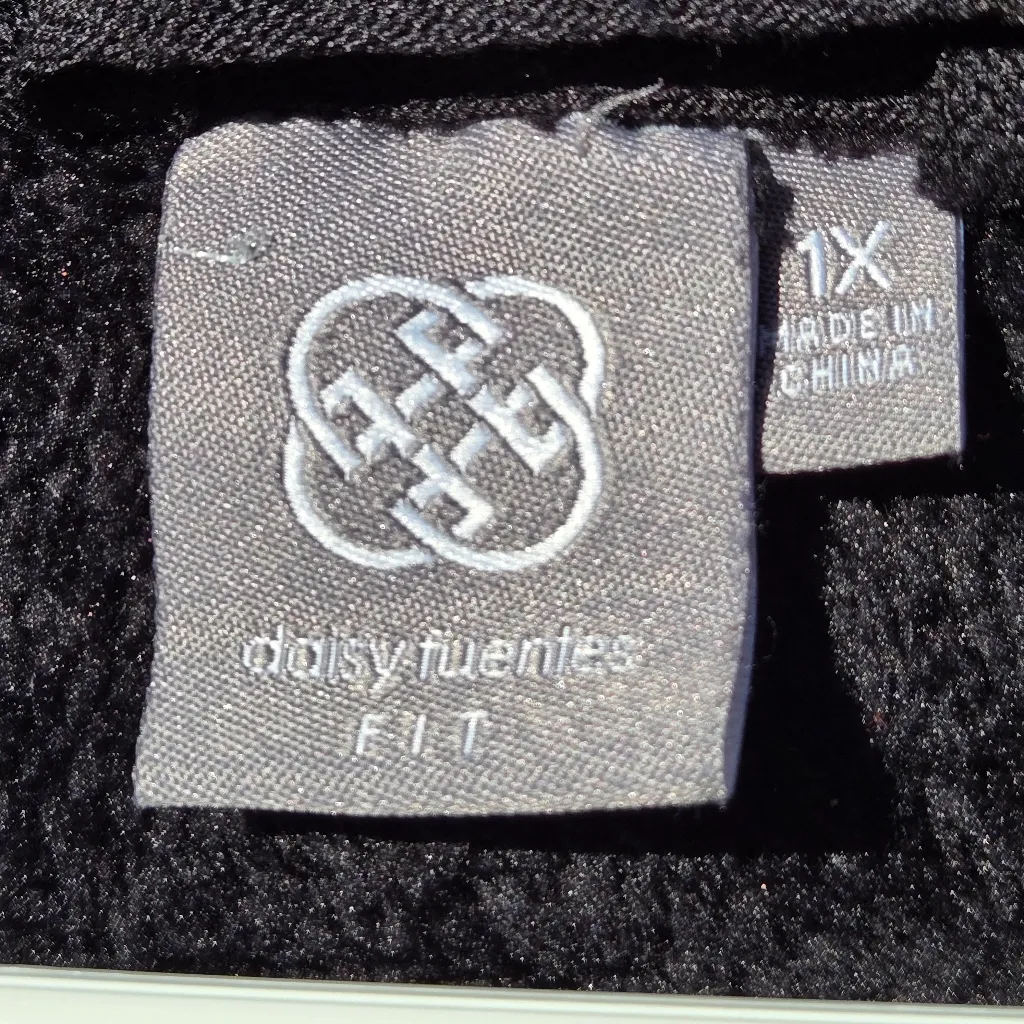 daisy fuentes
FIT
1X
MADE IN
CHINA